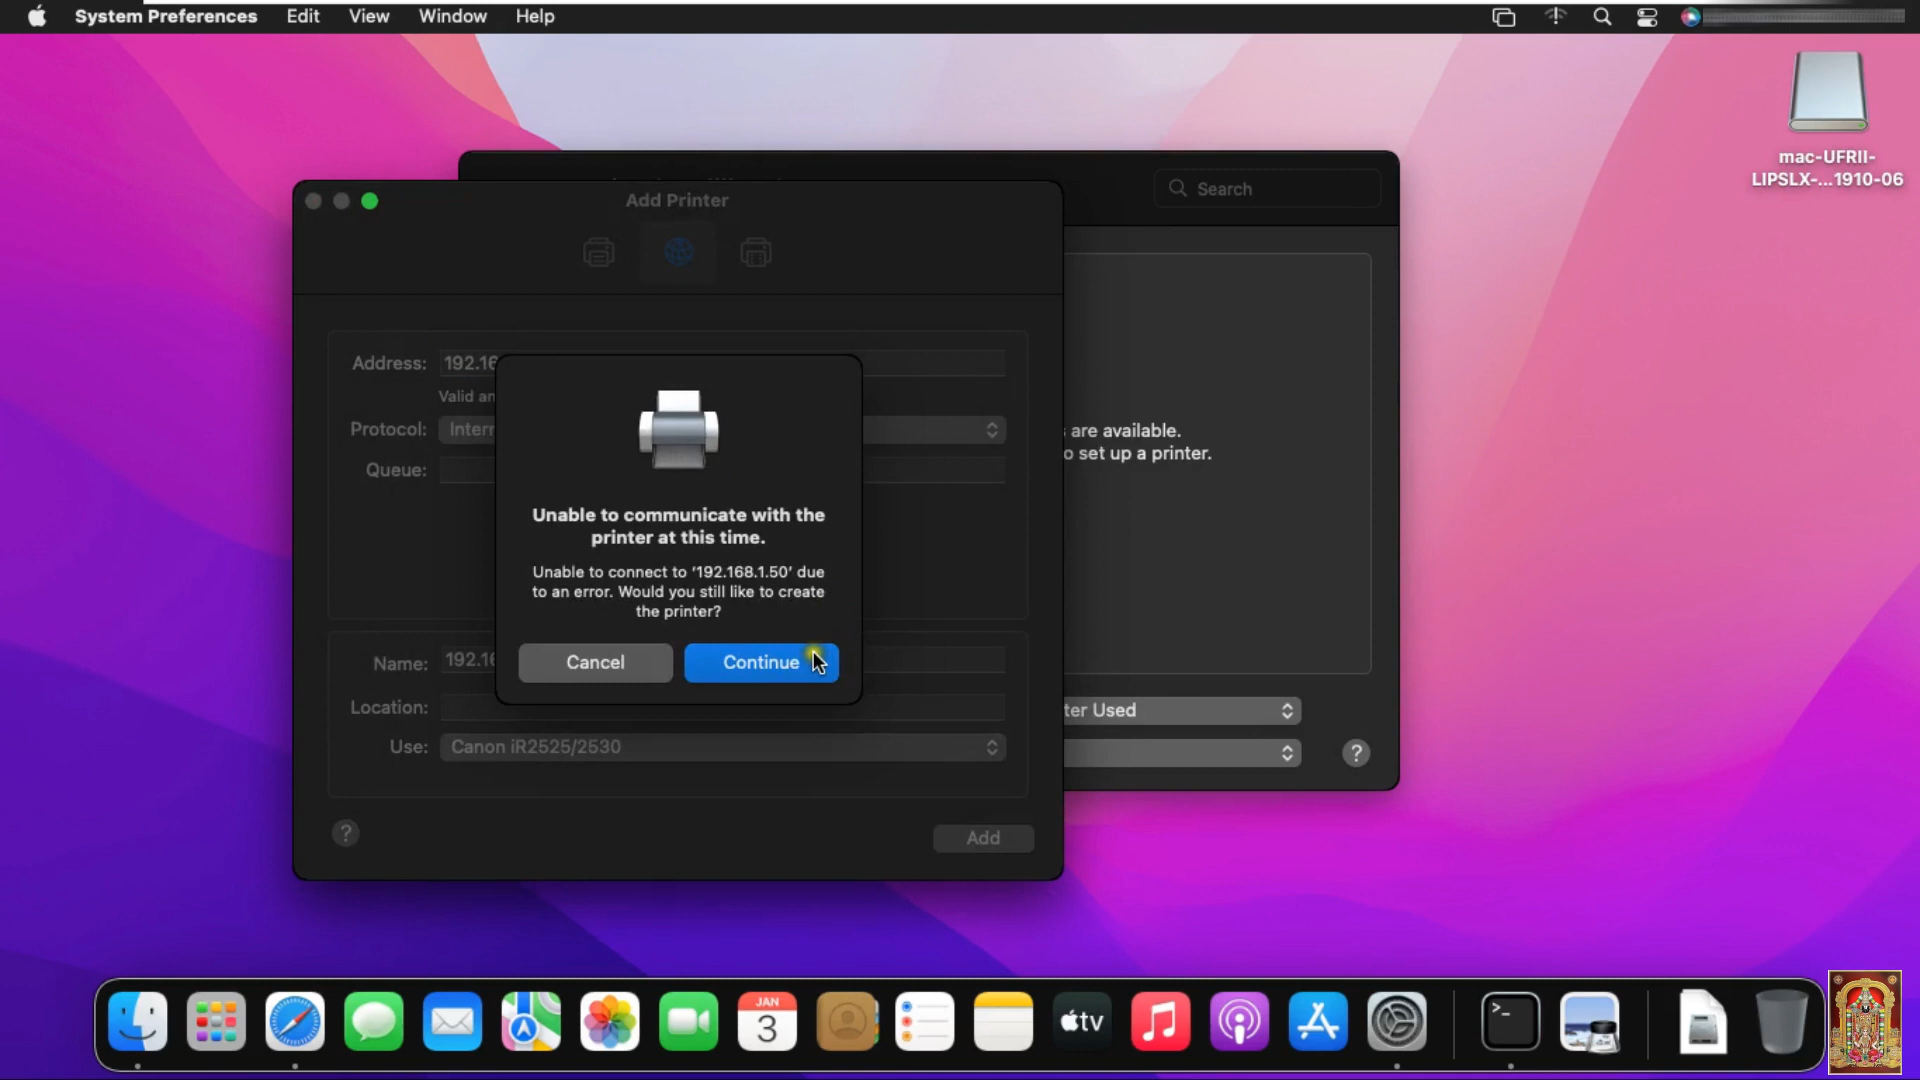 System Preferences Edit View Window Help
mac-UFRII-
LIPSLX-...1910-06
Search
Add Printer
Address: 192.16
Valid an
Protocol: Intern
Queue:
are available.
o set up a printer.
Unable to communicate with the
printer at this time.
Unable to connect to '192.168.1.50' due
to an error. Would you still like to create
the printer?
Cancel Continue
Name: 192.16
Location:
ter Used
Use: Canon iR2525/2530
?
?
Add
JAN
3
tv
>_